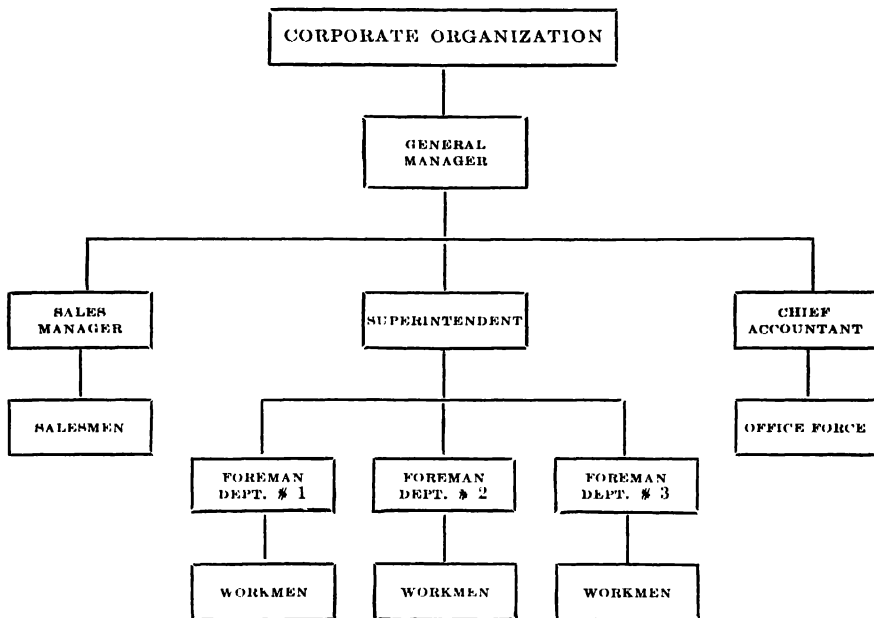 CORPORATE ORGANIZATION
GENERAL
MANAGER
SALES
MANAGER
SUPERINTENDENT
CHIEF
ACCOUNTANT
SALESMEN
OFFICE FORCE
FOREMAN
DEPT. # 1
FOREMAN
DEPT. # 2
FOREMAN
DEPT. # 3
WORKMEN
WORKMEN
WORKMEN